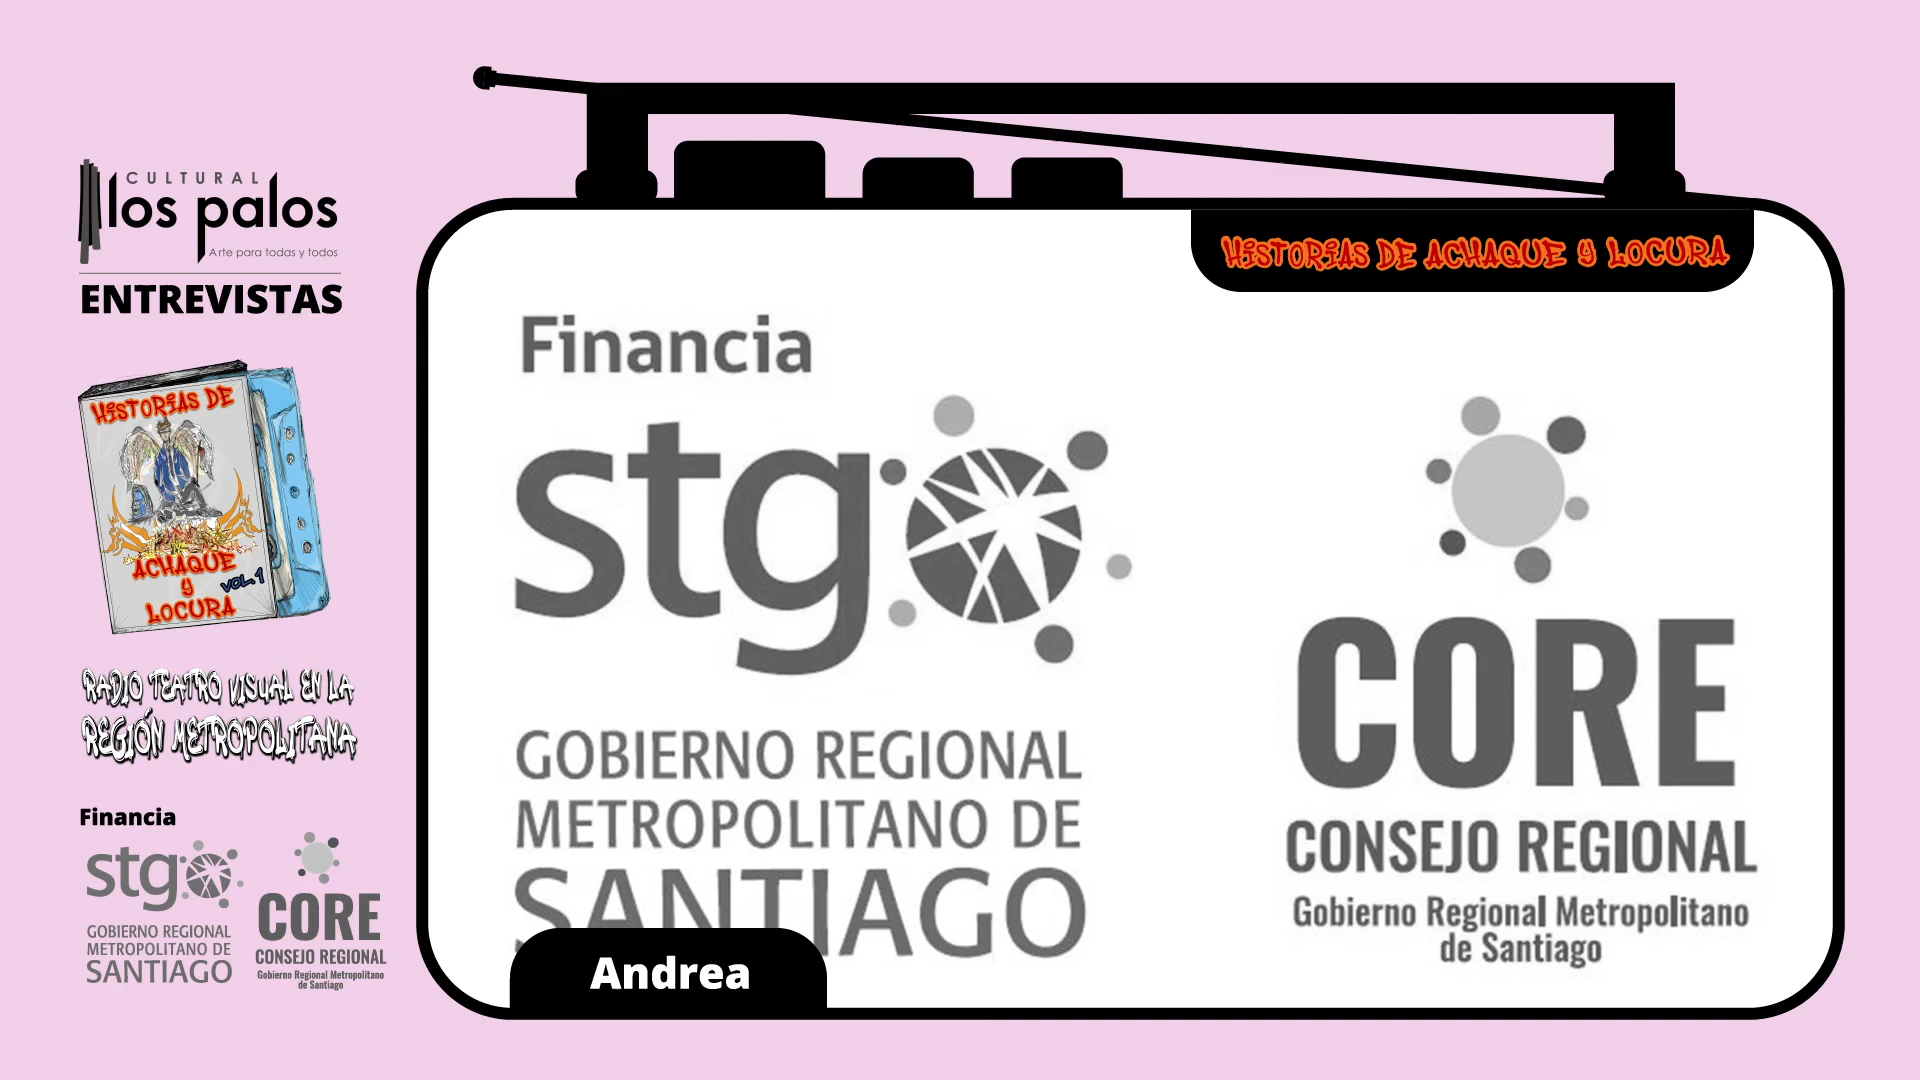 CULTURAL
los palos
Arte para todas y todos
ENTREVISTAS
HISTORIAS DE
ACHAQUE
Y
LOCURA
VOL.1
RADIO TEATRO VISUAL EN LA
REGIÓN METROPOLITANA
Financia
stgo
GOBIERNO REGIONAL
METROPOLITANO DE
SANTIAGO
CORE
CONSEJO REGIONAL
Gobierno Regional Metropolitano
de Santiago
HISTORIAS DE ACHAQUE Y LOCURA
Financia
stgo
GOBIERNO REGIONAL
METROPOLITANO DE
SANTIAGO
CORE
CONSEJO REGIONAL
Gobierno Regional Metropolitano
de Santiago
Andrea